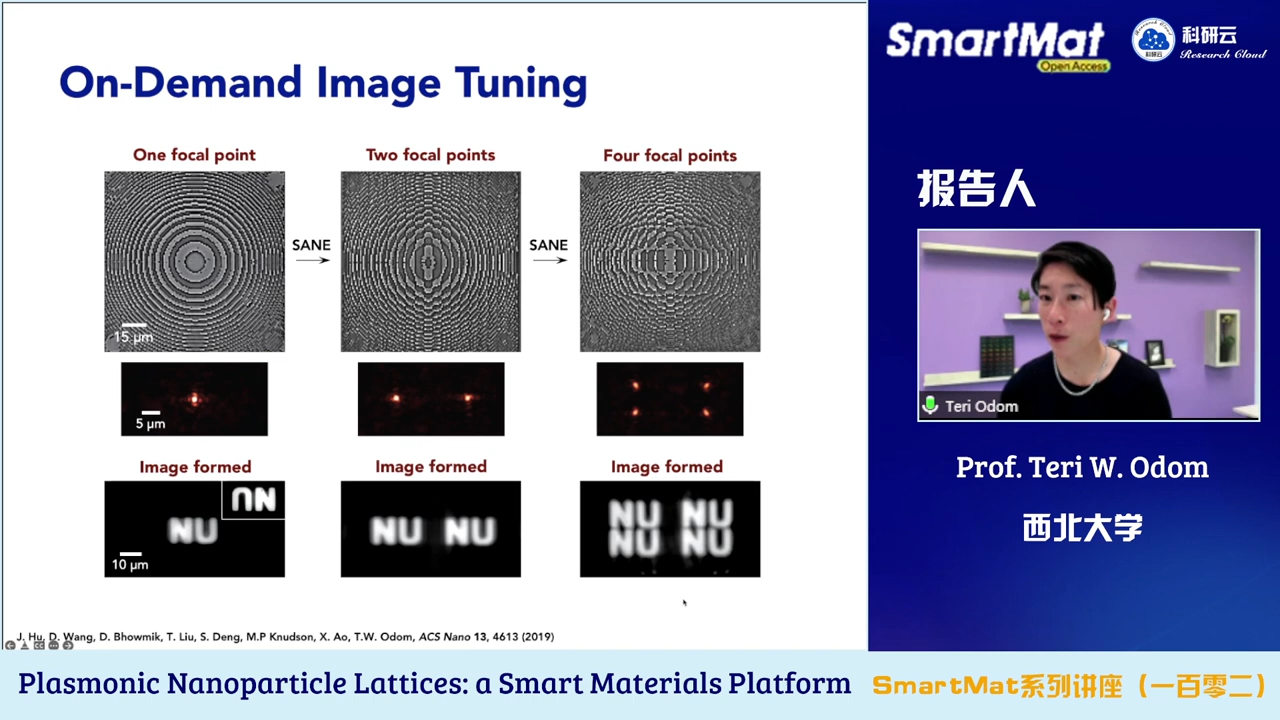 On-Demand Image Tuning
One focal point
Two focal points
Four focal points
SANE
SANE
15 μm
5 μm
Image formed
Image formed
Image formed
NU
NU
10 μm
NU NU
NU NU
NU NU
J. Hu, D. Wang, D. Bhowmik, T. Liu, S. Deng, M.P Knudson, X. Ao, T.W. Odom, ACS Nano 13, 4613 (2019)
SmartMat
Open Access
科研云
Research Cloud
报告人
Teri Odom
Prof. Teri W. Odom
西北大学
Plasmonic Nanoparticle Lattices: a Smart Materials Platform
SmartMat系列讲座（一百零二）